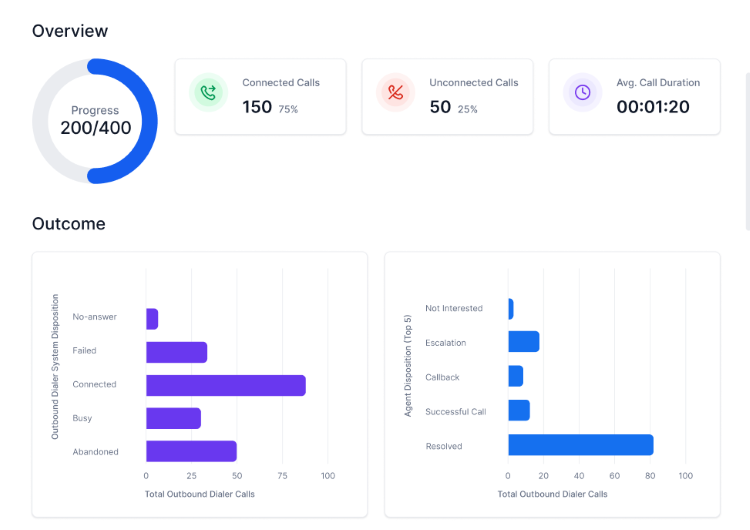 Overview
Progress
200/400
Connected Calls
150 75%
Unconnected Calls
50 25%
Avg. Call Duration
00:01:20
Outcome
Outbound Dialer System Disposition
No-answer
Failed
Connected
Busy
Abandoned
0 25 50 75 100
Total Outbound Dialer Calls
Agent Disposition (Top 5)
Not Interested
Escalation
Callback
Successful Call
Resolved
0 20 40 60 80 100
Total Outbound Dialer Calls